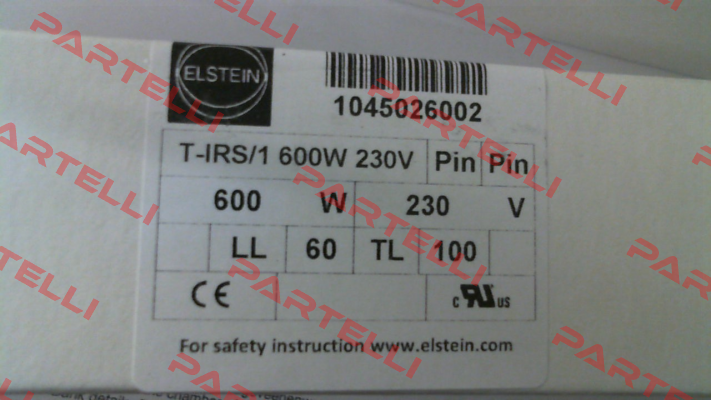 ELSTEIN
1045026002
T-IRS/1 600W 230V Pin Pin
600 W 230 V
LL 60 TL 100
CE c RU us
For safety instruction www.elstein.com
PARTELLI
PARTELLI
PARTELLI
PARTELLI
PARTELLI
PARTELLI
PARTELLI